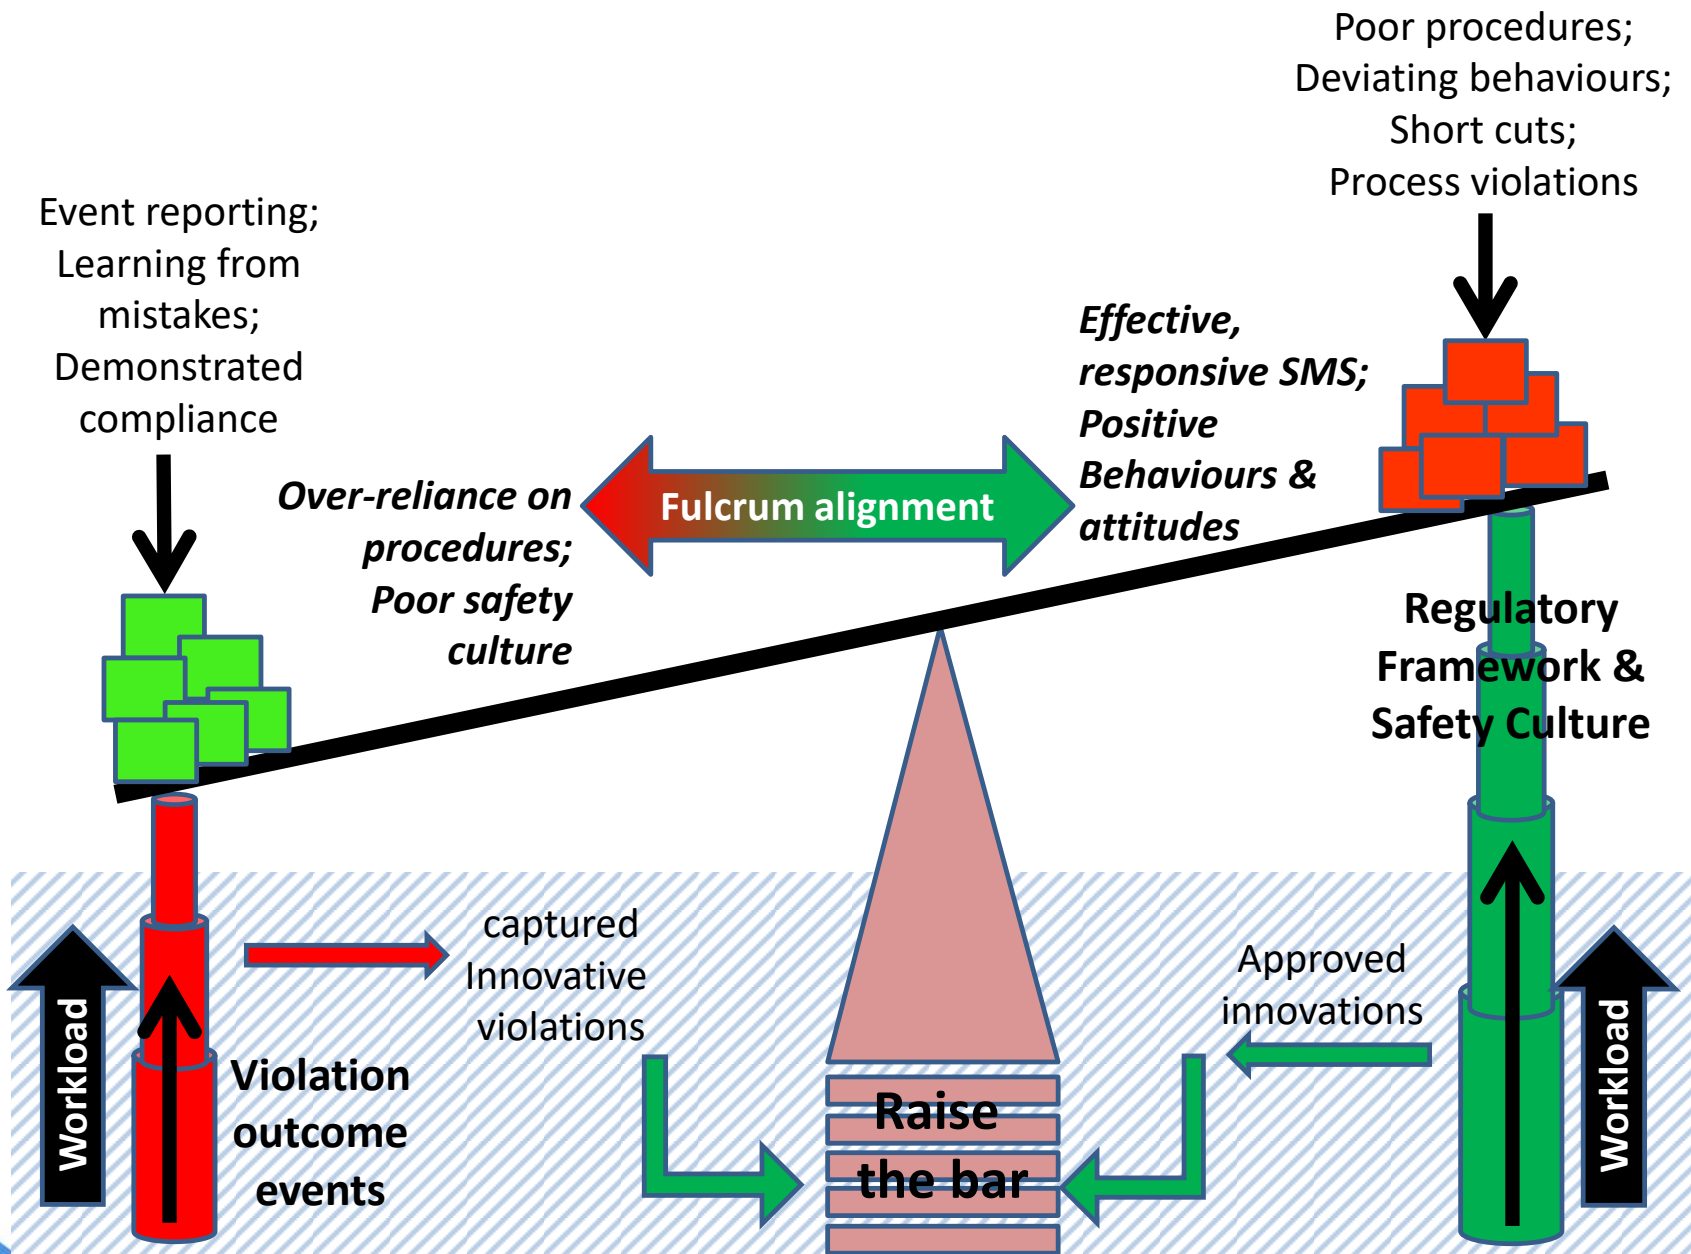 Poor procedures;
Deviating behaviours;
Short cuts;
Process violations
Event reporting;
Learning from
mistakes;
Demonstrated
compliance
Effective,
responsive SMS;
Positive
Behaviours &
attitudes
Fulcrum alignment
Over-reliance on
procedures;
Poor safety
culture
Regulatory
Framework &
Safety Culture
captured
Innovative
violations
Approved
innovations
Workload
Violation
outcome
events
Raise
the bar
Workload